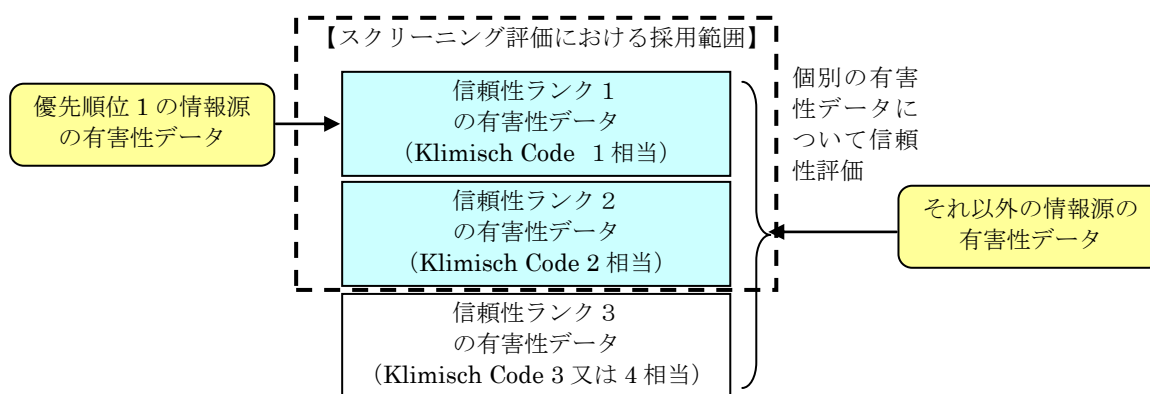 【スクリーニング評価における採用範囲】
優先順位１の情報源
の有害性データ
信頼性ランク１
の有害性データ
（Klimisch Code 1 相当）
個別の有害
性データに
ついて信頼
性評価
信頼性ランク２
の有害性データ
（Klimisch Code 2 相当）
それ以外の情報源の
有害性データ
信頼性ランク３
の有害性データ
（Klimisch Code 3 又は 4 相当）